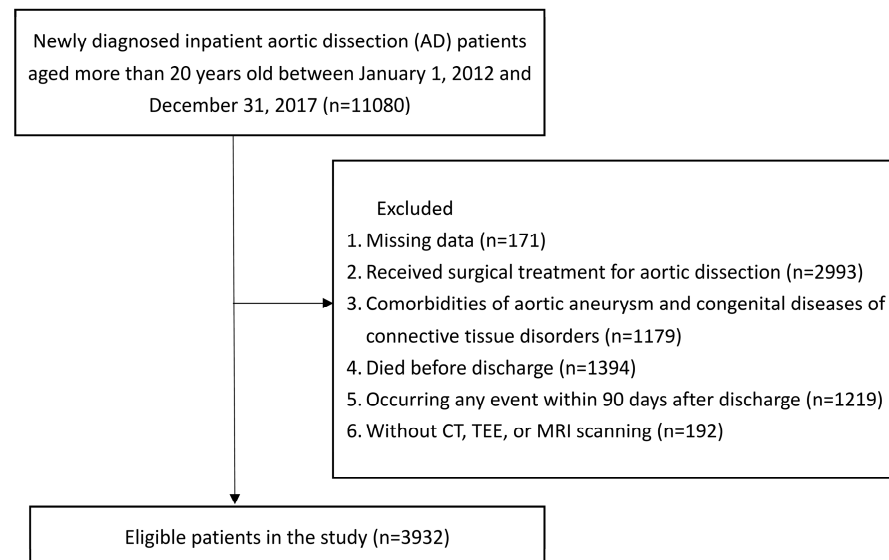 Newly diagnosed inpatient aortic dissection (AD) patients
aged more than 20 years old between January 1, 2012 and
December 31, 2017 (n=11080)
Excluded
1. Missing data (n=171)
2. Received surgical treatment for aortic dissection (n=2993)
3. Comorbidities of aortic aneurysm and congenital diseases of
connective tissue disorders (n=1179)
4. Died before discharge (n=1394)
5. Occurring any event within 90 days after discharge (n=1219)
6. Without CT, TEE, or MRI scanning (n=192)
Eligible patients in the study (n=3932)